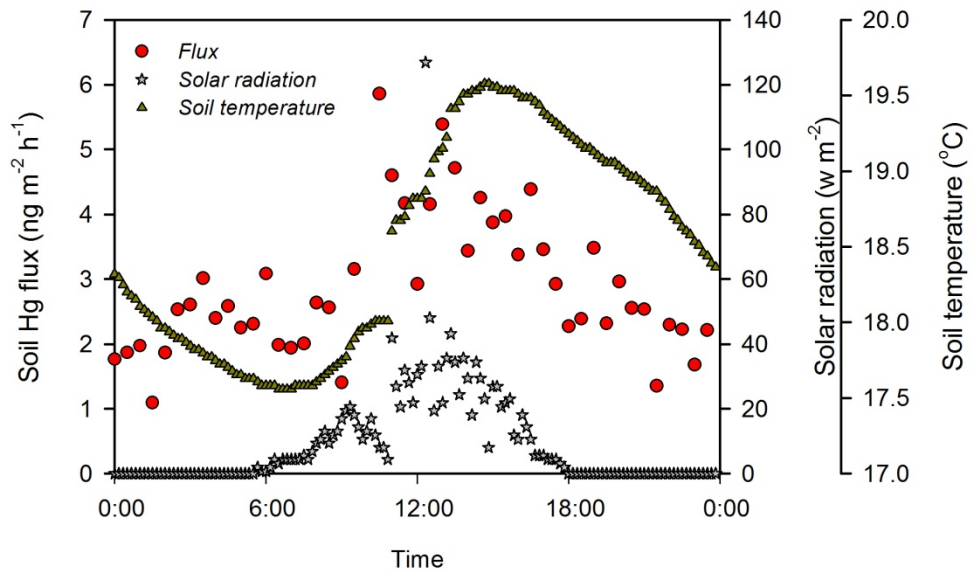 Flux
Solar radiation
Soil temperature
7
6
5
4
3
2
1
0
Soil Hg flux (ng m⁻² h⁻¹)
140
120
100
80
60
40
20
0
Solar radiation (w m⁻²)
20.0
19.5
19.0
18.5
18.0
17.5
17.0
Soil temperature (°C)
0:00 6:00 12:00 18:00 0:00
Time